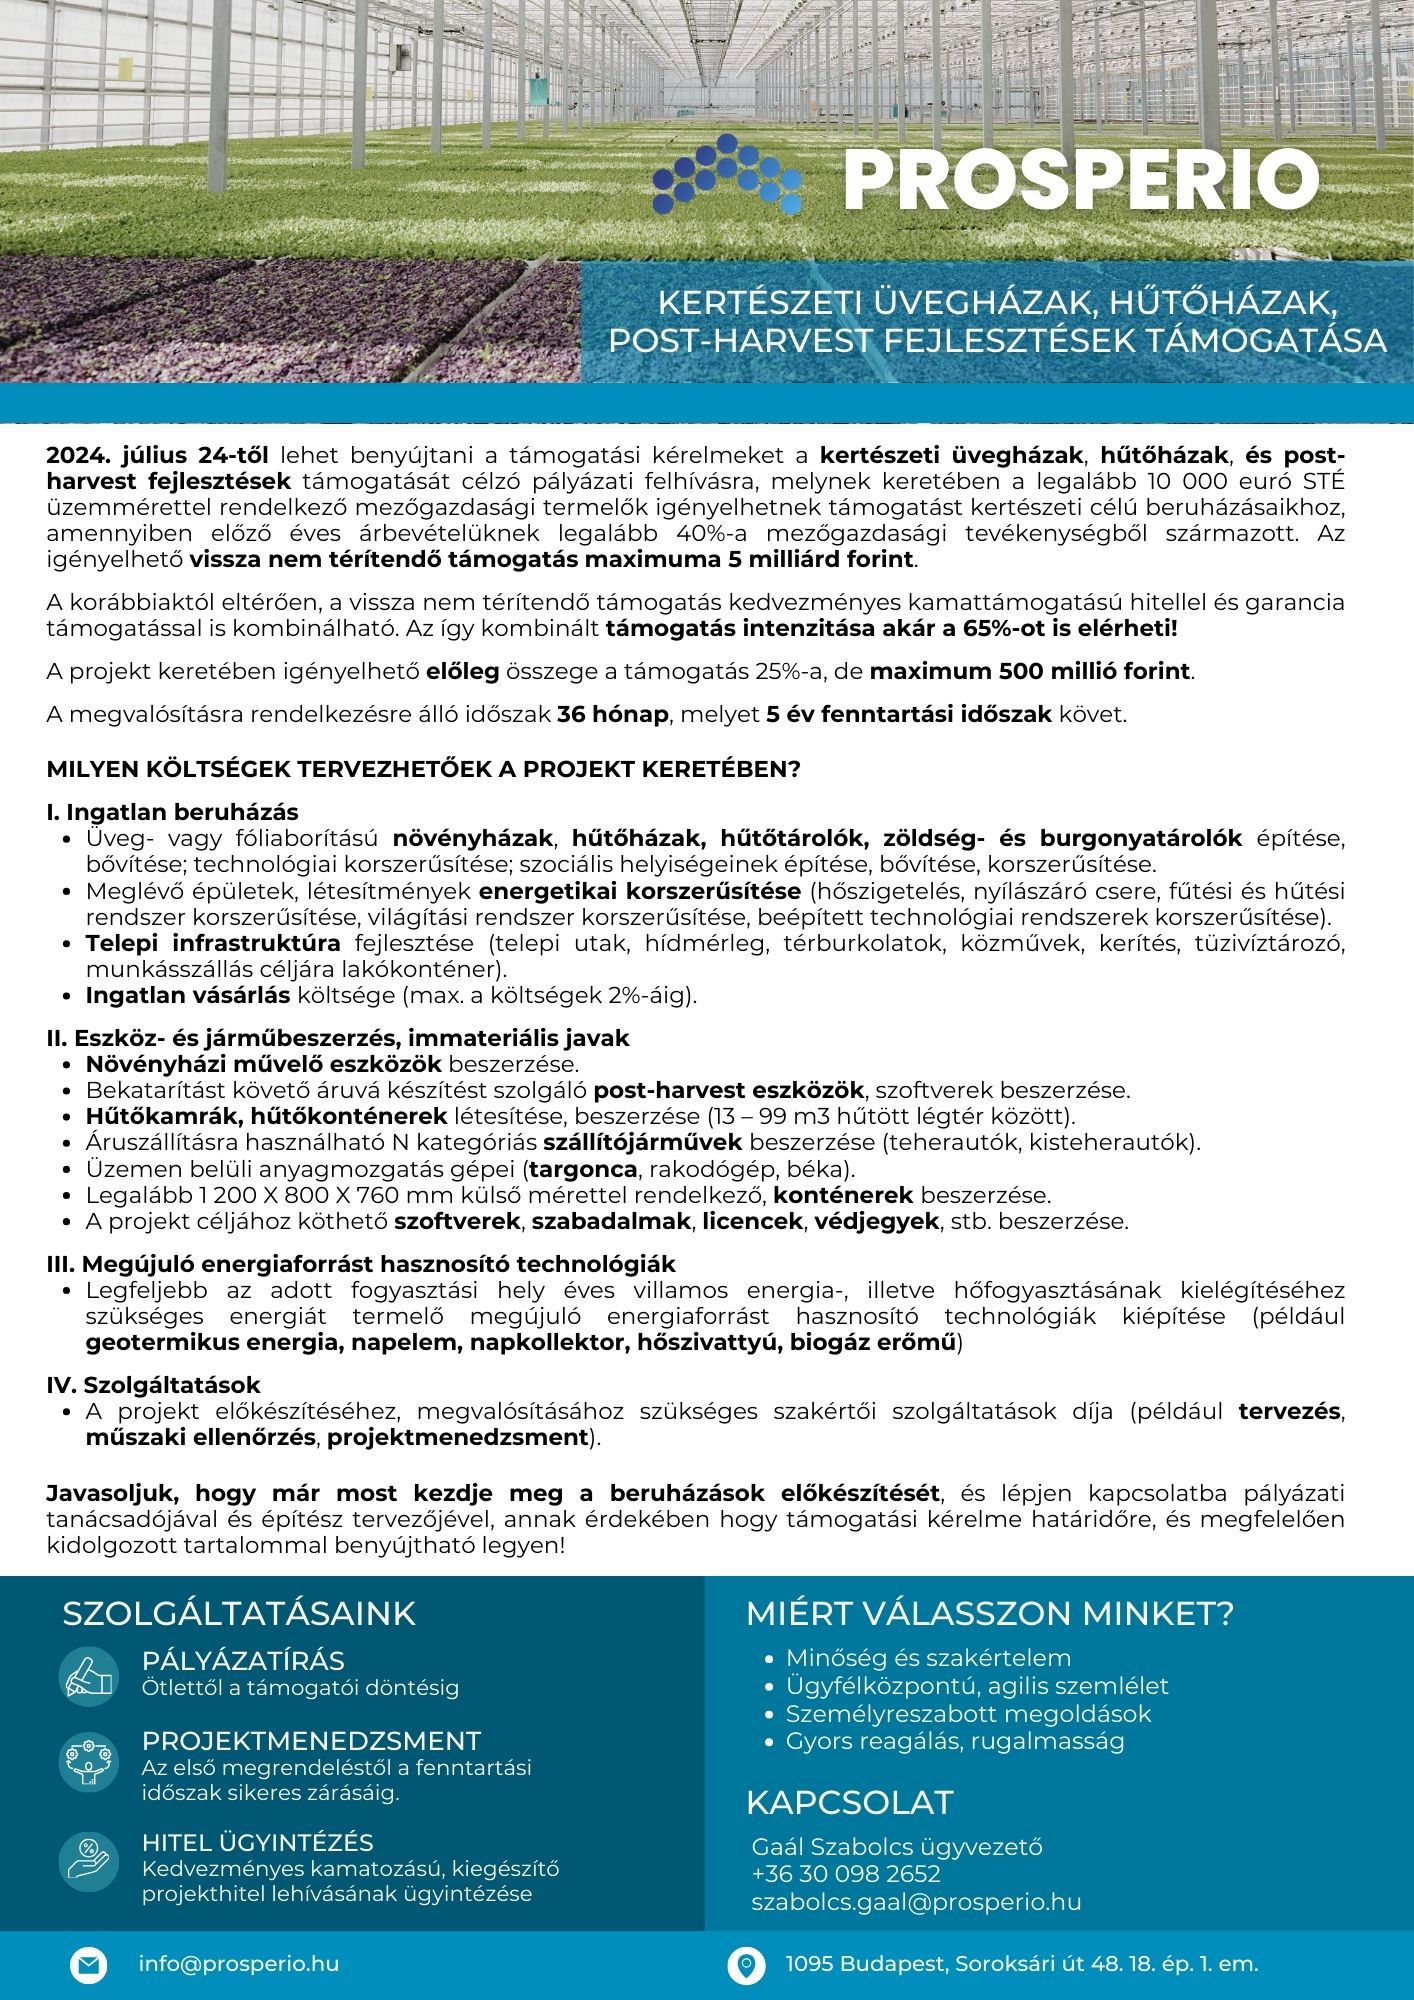 PROSPERIO
KERTÉSZETI ÜVEGHÁZAK, HŰTŐHÁZAK,
POST-HARVEST FEJLESZTÉSEK TÁMOGATÁSA
2024. július 24-től lehet benyújtani a támogatási kérelmeket a kertészeti üvegházak, hűtőházak, és post-
harvest fejlesztések támogatását célzó pályázati felhívásra, melynek keretében a legalább 10 000 euró STÉ
üzemmérettel rendelkező mezőgazdasági termelők igényelhetnek támogatást kertészeti célú beruházásaikhoz,
amennyiben előző éves árbevételüknek legalább 40%-a mezőgazdasági tevékenységből származott. Az
igényelhető vissza nem térítendő támogatás maximuma 5 milliárd forint.
A korábbiaktól eltérően, a vissza nem térítendő támogatás kedvezményes kamattámogatású hitellel és garancia
támogatással is kombinálható. Az így kombinált támogatás intenzitása akár a 65%-ot is elérheti!
A projekt keretében igényelhető előleg összege a támogatás 25%-a, de maximum 500 millió forint.
A megvalósításra rendelkezésre álló időszak 36 hónap, melyet 5 év fenntartási időszak követ.
MILYEN KÖLTSÉGEK TERVEZHETŐEK A PROJEKT KERETÉBEN?
I. Ingatlan beruházás
• Üveg- vagy fóliaborítású növényházak, hűtőházak, hűtőtárolók, zöldség- és burgonyatárolók építése,
bővítése; technológiai korszerűsítése; szociális helyiségeinek építése, bővítése, korszerűsítése.
• Meglévő épületek, létesítmények energetikai korszerűsítése (hőszigetelés, nyílászáró csere, fűtési és hűtési
rendszer korszerűsítése, világítási rendszer korszerűsítése, beépített technológiai rendszerek korszerűsítése).
• Telepi infrastruktúra fejlesztése (telepi utak, hídmérleg, térburkolatok, közművek, kerítés, tüzivíztározó,
munkásszállás céljára lakókonténer).
• Ingatlan vásárlás költsége (max. a költségek 2%-áig).
II. Eszköz- és járműbeszerzés, immateriális javak
• Növényházi művelő eszközök beszerzése.
• Bekatarítást követő áruvá készítést szolgáló post-harvest eszközök, szoftverek beszerzése.
• Hűtőkamrák, hűtőkonténerek létesítése, beszerzése (13 – 99 m3 hűtött légtér között).
• Áruszállításra használható N kategóriás szállítójárművek beszerzése (teherautók, kisteherautók).
• Üzemen belüli anyagmozgatás gépei (targonca, rakodógép, béka).
• Legalább 1 200 X 800 X 760 mm külső mérettel rendelkező, konténerek beszerzése.
• A projekt céljához köthető szoftverek, szabadalmak, licencek, védjegyek, stb. beszerzése.
III. Megújuló energiaforrást hasznosító technológiák
• Legfeljebb az adott fogyasztási hely éves villamos energia-, illetve hőfogyasztásának kielégítéséhez
szükséges energiát termelő megújuló energiaforrást hasznosító technológiák kiépítése (például
geotermikus energia, napelem, napkollektor, hőszivattyú, biogáz erőmű)
IV. Szolgáltatások
• A projekt előkészítéséhez, megvalósításához szükséges szakértői szolgáltatások díja (például tervezés,
műszaki ellenőrzés, projektmenedzsment).
Javasoljuk, hogy már most kezdje meg a beruházások előkészítését, és lépjen kapcsolatba pályázati
tanácsadójával és építész tervezőjével, annak érdekében hogy támogatási kérelme határidőre, és megfelelően
kidolgozott tartalommal benyújtható legyen!
SZOLGÁLTATÁSAINK
PÁLYÁZATÍRÁS
Ötlettől a támogatói döntésig
PROJEKTMENEDZSMENT
Az első megrendeléstől a fenntartási
időszak sikeres zárásáig.
HITEL ÜGYINTÉZÉS
Kedvezményes kamatozású, kiegészítő
projekthitel lehívásának ügyintézése
MIÉRT VÁLASSZON MINKET?
• Minőség és szakértelem
• Ügyfélközpontú, agilis szemlélet
• Személyreszabott megoldások
• Gyors reagálás, rugalmasság
KAPCSOLAT
Gaál Szabolcs ügyvezető
+36 30 098 2652
szabolcs.gaal@prosperio.hu
info@prosperio.hu
1095 Budapest, Soroksári út 48. 18. ép. 1. em.